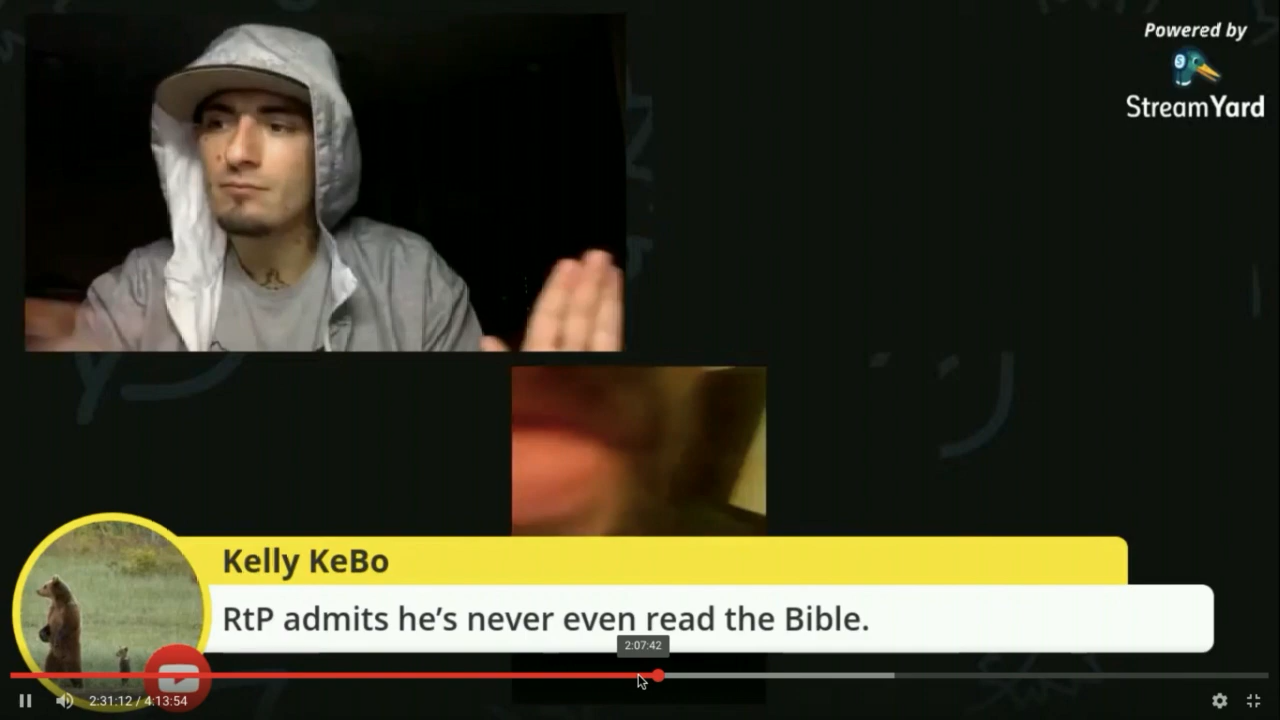 Powered by
StreamYard
Kelly KeBo
RtP admits he’s never even read the Bible.
2:07:42
2:31:12 / 4:13:54